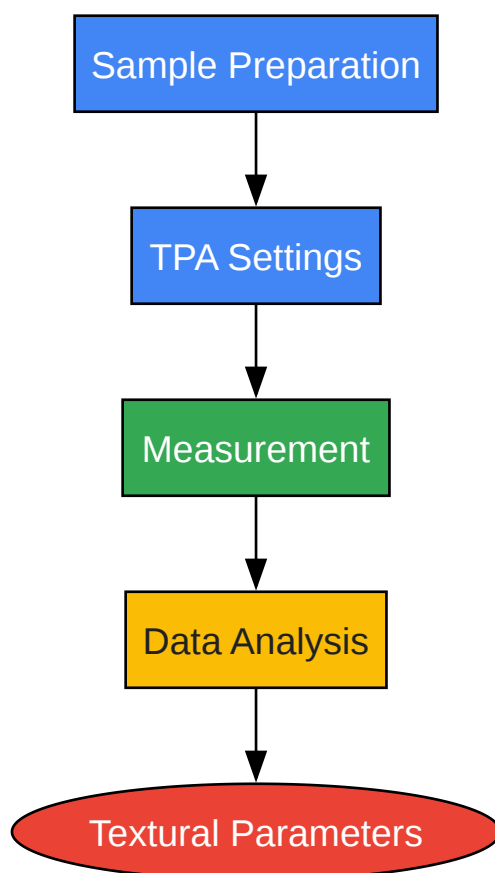 Sample Preparation
TPA Settings
Measurement
Data Analysis
Textural Parameters